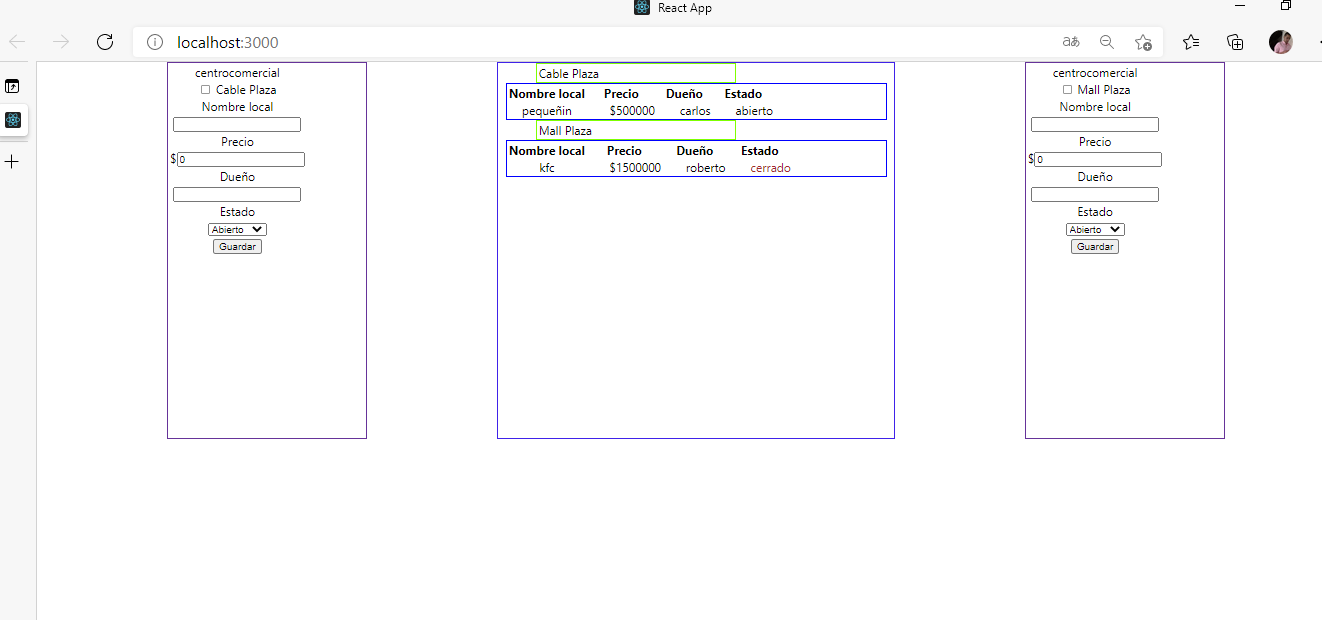 React App
localhost:3000
aあ
centrocomercial
Cable Plaza
Nombre local
Precio
$0
Dueño
Estado
Abierto
Guardar
Cable Plaza
Nombre local Precio Dueño Estado
pequeñin $500000 carlos abierto
Mall Plaza
Nombre local Precio Dueño Estado
kfc $1500000 roberto cerrado
centrocomercial
Mall Plaza
Nombre local
Precio
$0
Dueño
Estado
Abierto
Guardar